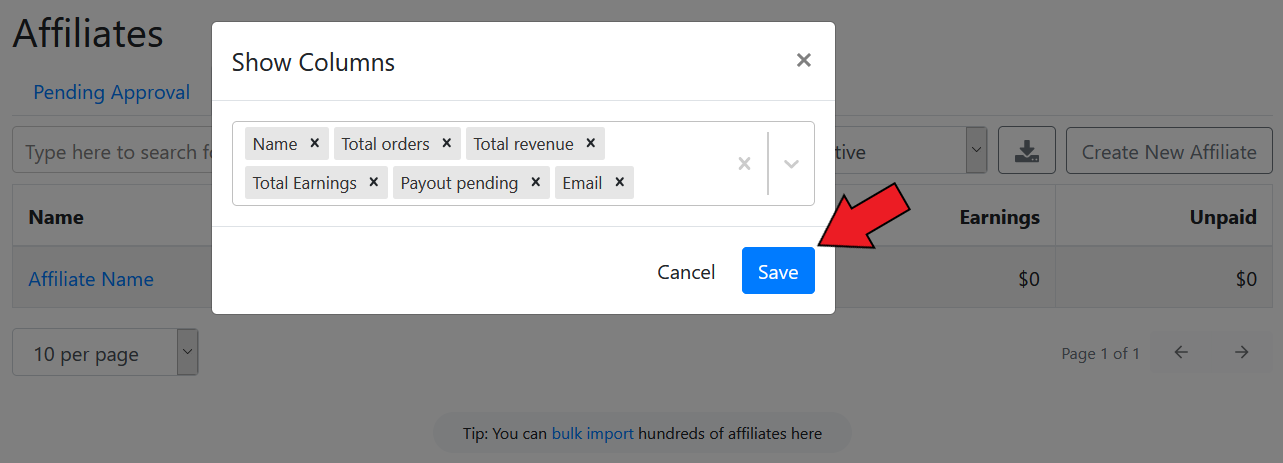 Affiliates
Show Columns ×
Pending Approval
Name × Total orders × Total revenue ×
Total Earnings × Payout pending × Email ×
Type here to search fo
tive
Create New Affiliate
Name Earnings Unpaid
Affiliate Name $0 $0
Cancel Save
10 per page
Page 1 of 1 ← →
Tip: You can bulk import hundreds of affiliates here